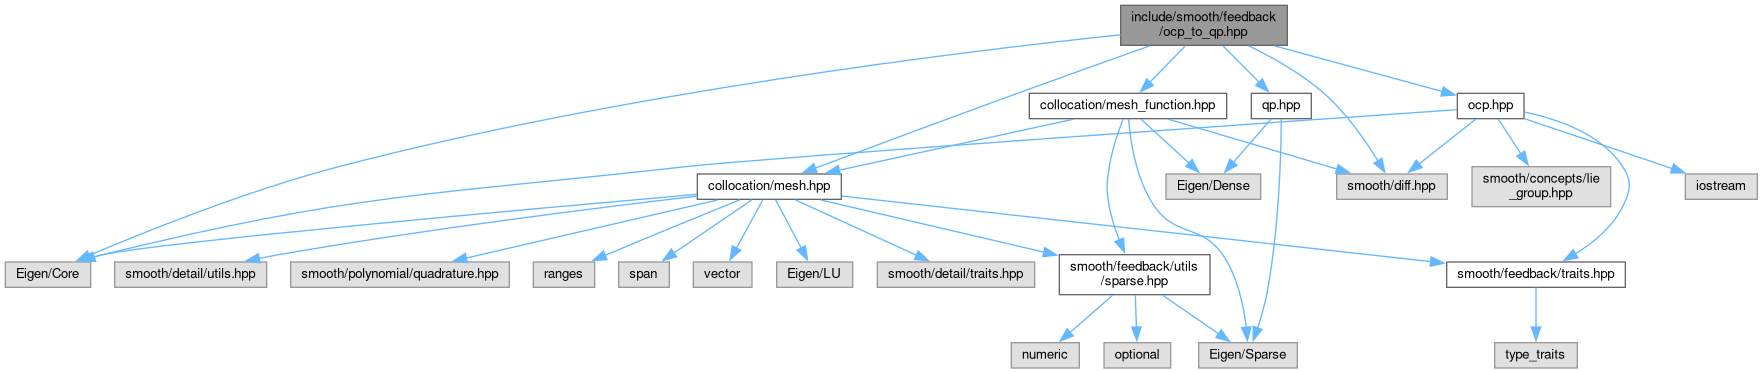 include/smooth/feedback
/ocp_to_qp.hpp
collocation/mesh_function.hpp
qp.hpp
ocp.hpp
collocation/mesh.hpp
Eigen/Dense
smooth/diff.hpp
smooth/concepts/lie
_group.hpp
iostream
Eigen/Core
smooth/detail/utils.hpp
smooth/polynomial/quadrature.hpp
ranges
span
vector
Eigen/LU
smooth/detail/traits.hpp
smooth/feedback/utils
/sparse.hpp
smooth/feedback/traits.hpp
numeric
optional
Eigen/Sparse
type_traits